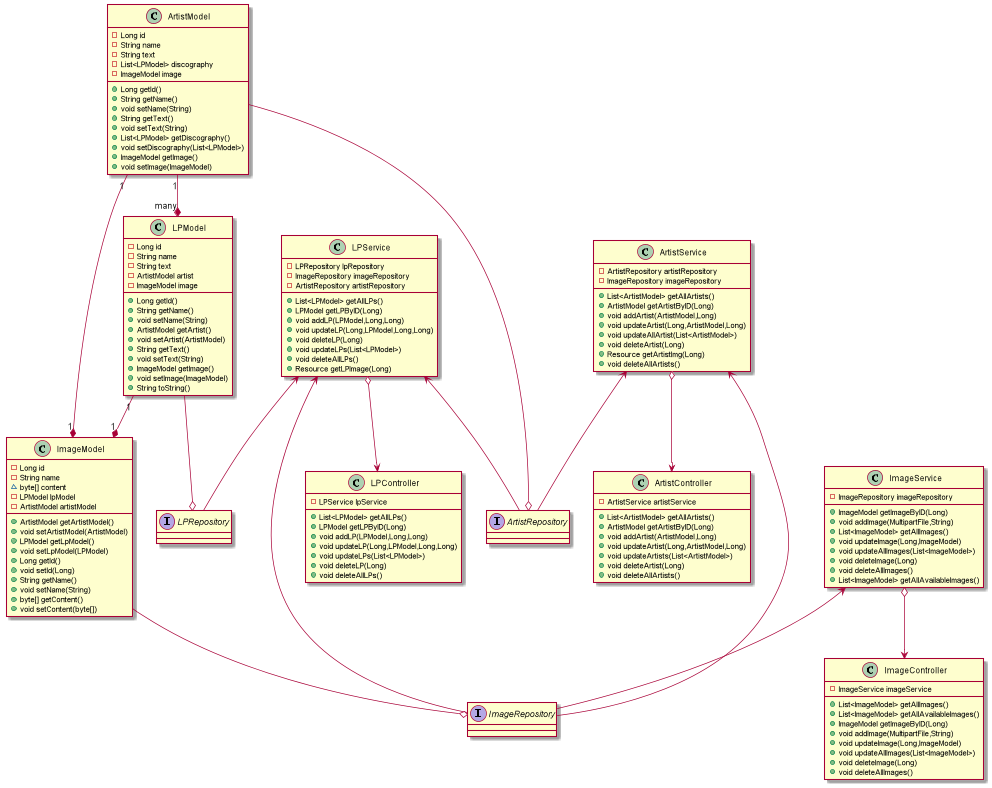 C ArtistModel
Long id
String name
String text
List<LPModel> discography
ImageModel image
Long getId()
String getName()
void setName(String)
String getText()
void setText(String)
List<LPModel> getDiscography()
void setDiscography(List<LPModel>)
ImageModel getImage()
void setImage(ImageModel)
1
1
many
C LPModel
Long id
String name
String text
ArtistModel artist
ImageModel image
Long getId()
String getName()
void setName(String)
ArtistModel getArtist()
void setArtist(ArtistModel)
String getText()
void setText(String)
ImageModel getImage()
void setImage(ImageModel)
String toString()
1
1
1
C LPService
LPRepository lpRepository
ImageRepository imageRepository
ArtistRepository artistRepository
List<LPModel> getAllLPs()
LPModel getLPByID(Long)
void addLP(LPModel,Long,Long)
void updateLP(Long,LPModel,Long,Long)
void deleteLP(Long)
void updateLPs(List<LPModel>)
void deleteAllLPs()
Resource getLPImage(Long)
C ArtistService
ArtistRepository artistRepository
ImageRepository imageRepository
List<ArtistModel> getAllArtists()
ArtistModel getArtistByID(Long)
void addArtist(ArtistModel,Long)
void updateArtist(Long,ArtistModel,Long)
void updateAllArtist(List<ArtistModel>)
void deleteArtist(Long)
Resource getArtistImg(Long)
void deleteAllArtists()
C ImageModel
Long id
String name
byte[] content
LPModel lpModel
ArtistModel artistModel
ArtistModel getArtistModel()
void setArtistModel(ArtistModel)
LPModel getLpModel()
void setLpModel(LPModel)
Long getId()
void setId(Long)
String getName()
void setName(String)
byte[] getContent()
void setContent(byte[])
I LPRepository
C LPController
LPService lpService
List<LPModel> getAllLPs()
LPModel getLPByID(Long)
void addLP(LPModel,Long,Long)
void updateLP(Long,LPModel,Long,Long)
void updateLPs(List<LPModel>)
void deleteLP(Long)
void deleteAllLPs()
I ArtistRepository
C ArtistController
ArtistService artistService
List<ArtistModel> getAllArtists()
ArtistModel getArtistByID(Long)
void addArtist(ArtistModel,Long)
void updateArtist(Long,ArtistModel,Long)
void updateArtists(List<ArtistModel>)
void deleteArtist(Long)
void deleteAllArtists()
C ImageService
ImageRepository imageRepository
ImageModel getImageByID(Long)
void addImage(MultipartFile,String)
List<ImageModel> getAllImages()
void updateImage(Long,ImageModel)
void updateAllImages(List<ImageModel>)
void deleteImage(Long)
void deleteAllImages()
List<ImageModel> getAllAvailableImages()
I ImageRepository
C ImageController
ImageService imageService
List<ImageModel> getAllImages()
List<ImageModel> getAllAvailableImages()
ImageModel getImageByID(Long)
void addImage(MultipartFile,String)
void updateImage(Long,ImageModel)
void updateAllImages(List<ImageModel>)
void deleteImage(Long)
void deleteAllImages()